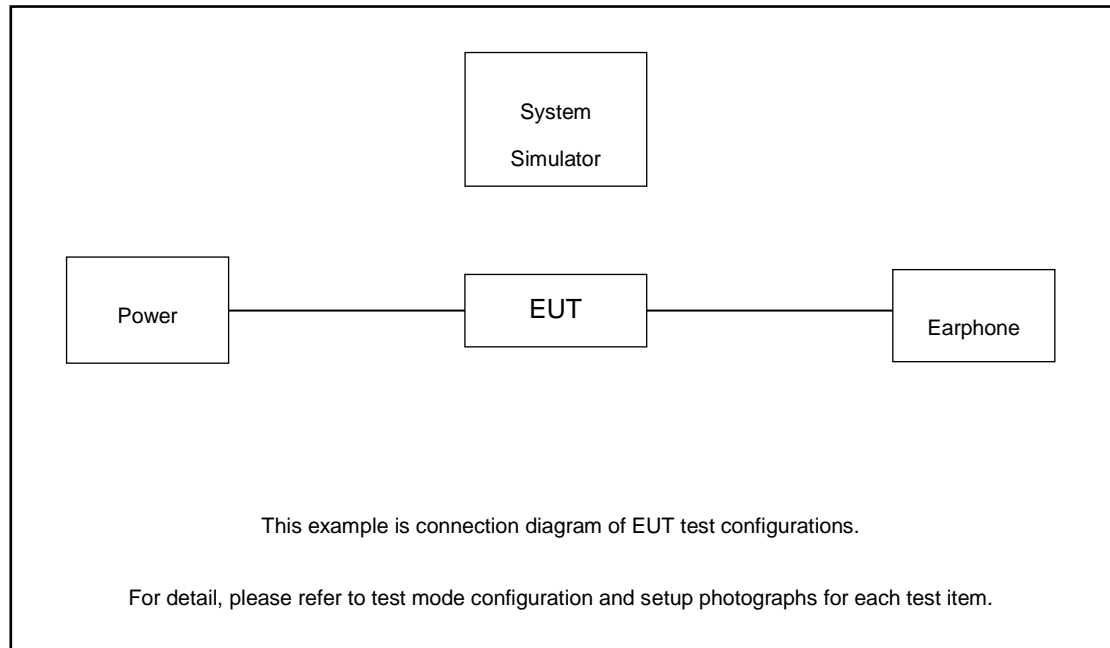 System
Simulator
Power
EUT
Earphone
This example is connection diagram of EUT test configurations.
For detail, please refer to test mode configuration and setup photographs for each test item.